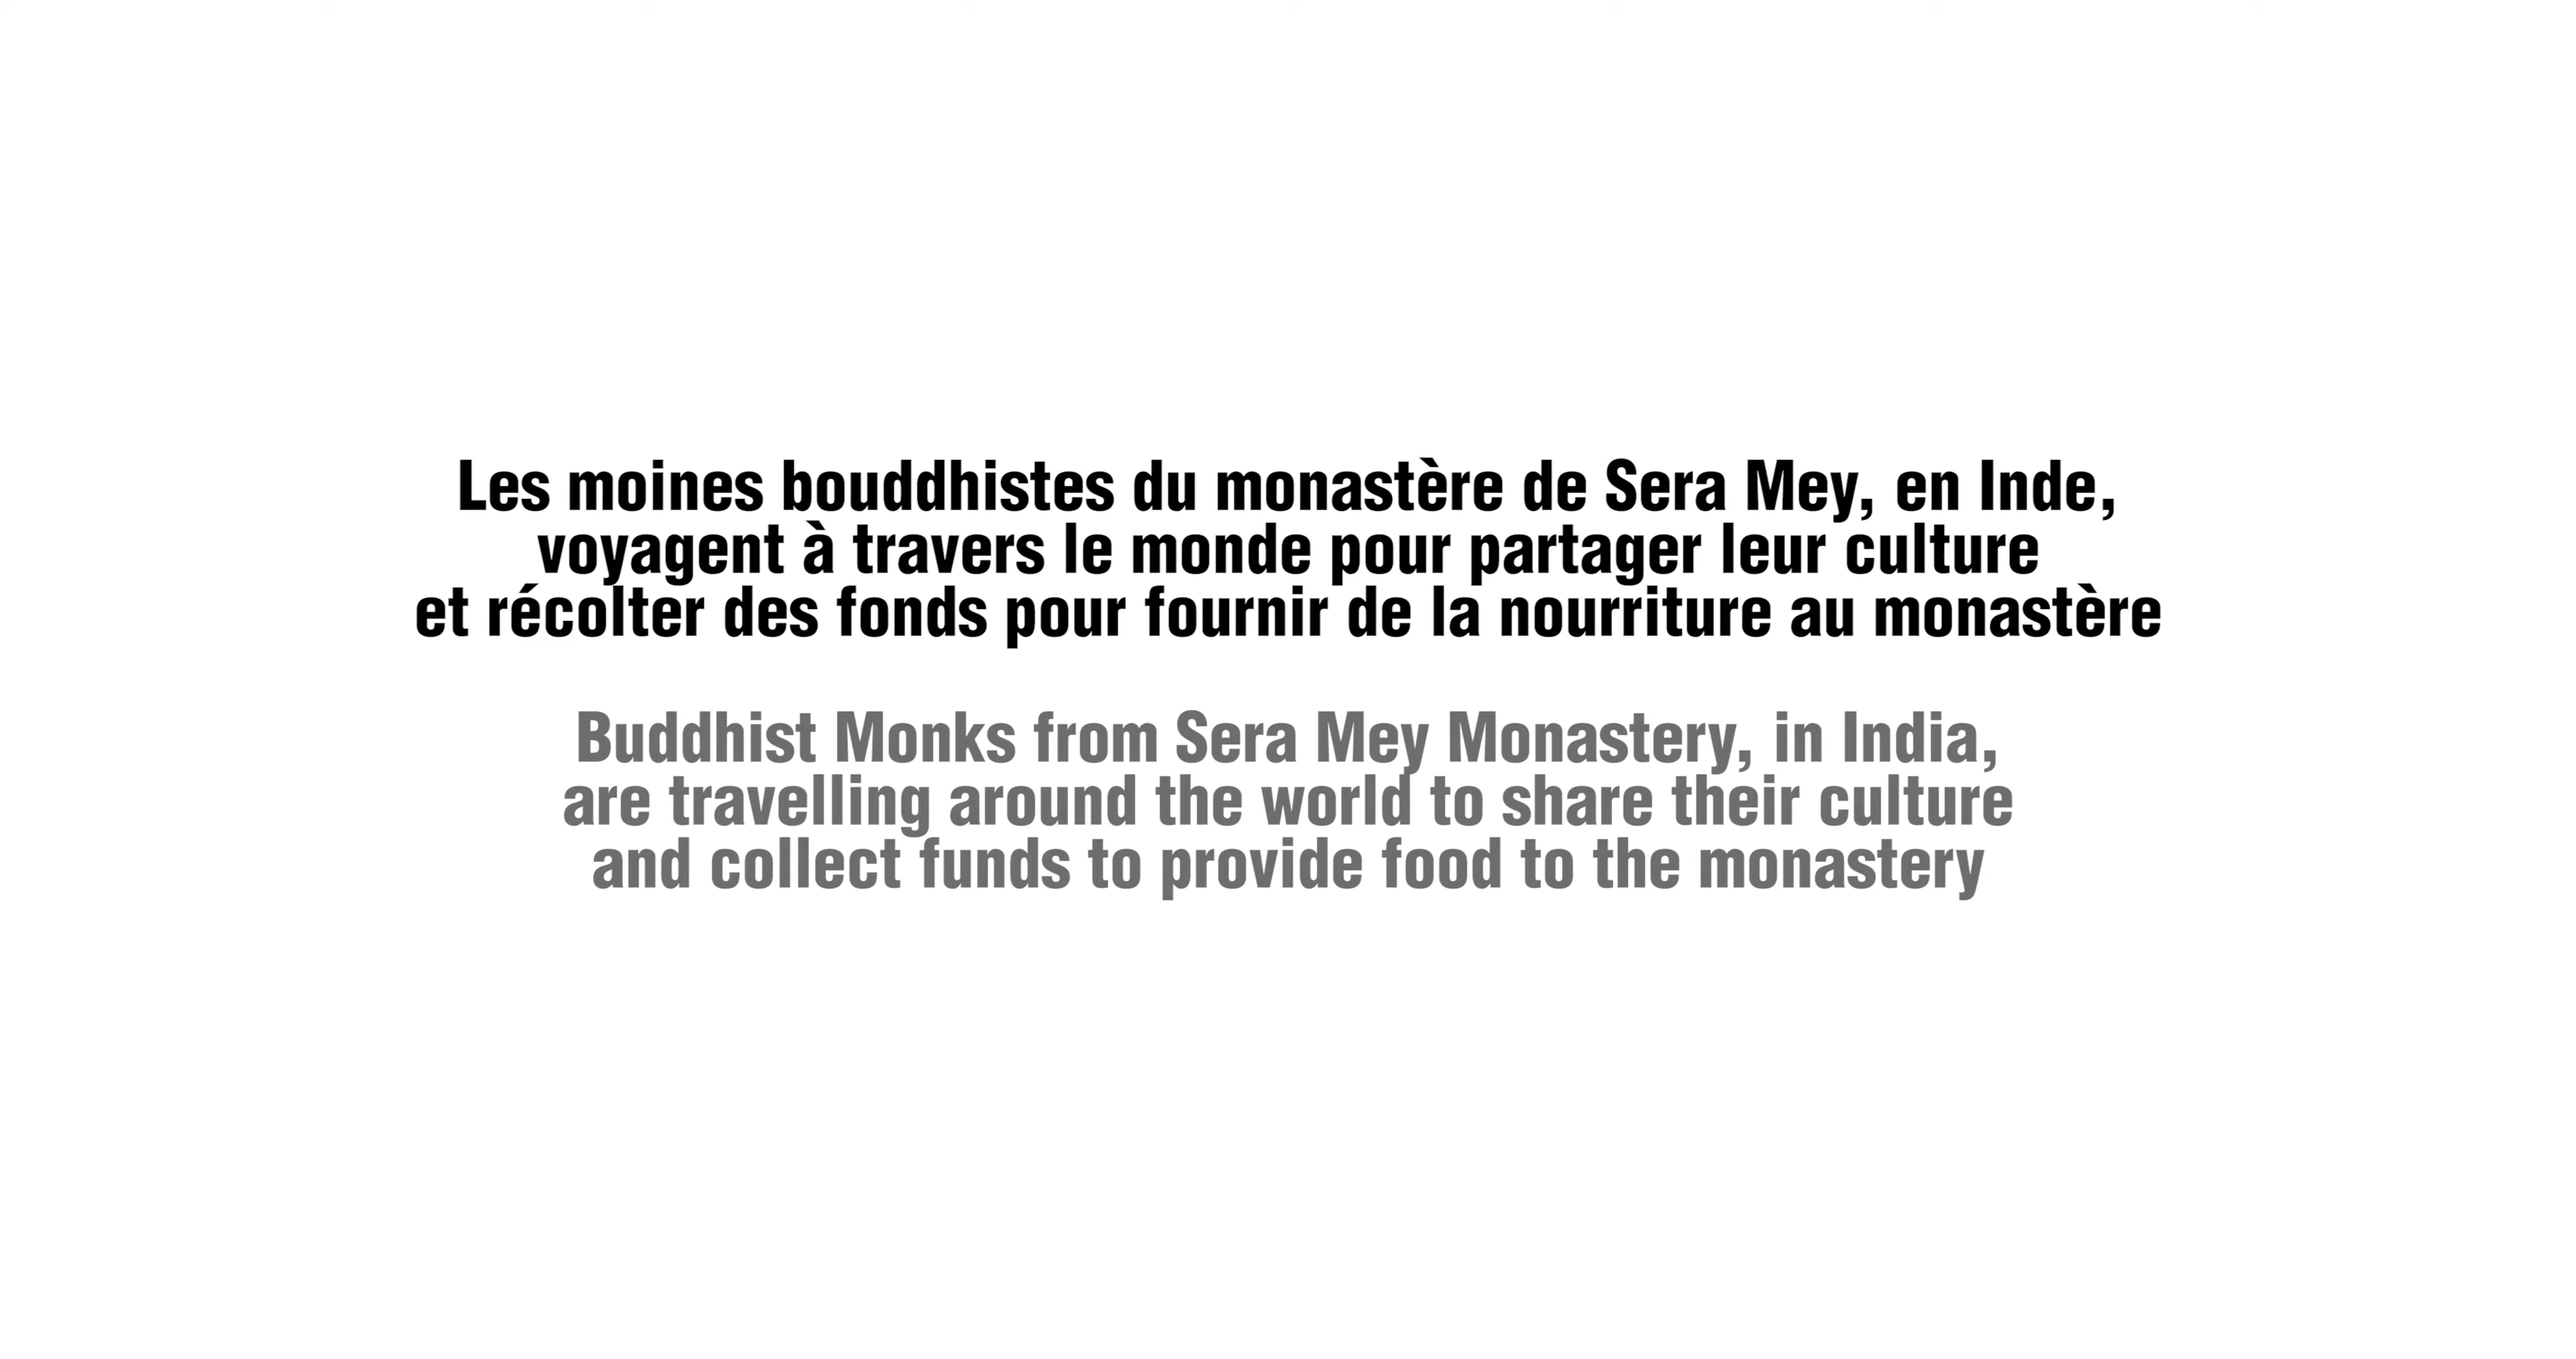 Les moines bouddhistes du monastère de Sera Mey, en Inde,
voyagent à travers le monde pour partager leur culture
et récolter des fonds pour fournir de la nourriture au monastère
Buddhist Monks from Sera Mey Monastery, in India,
are travelling around the world to share their culture
and collect funds to provide food to the monastery